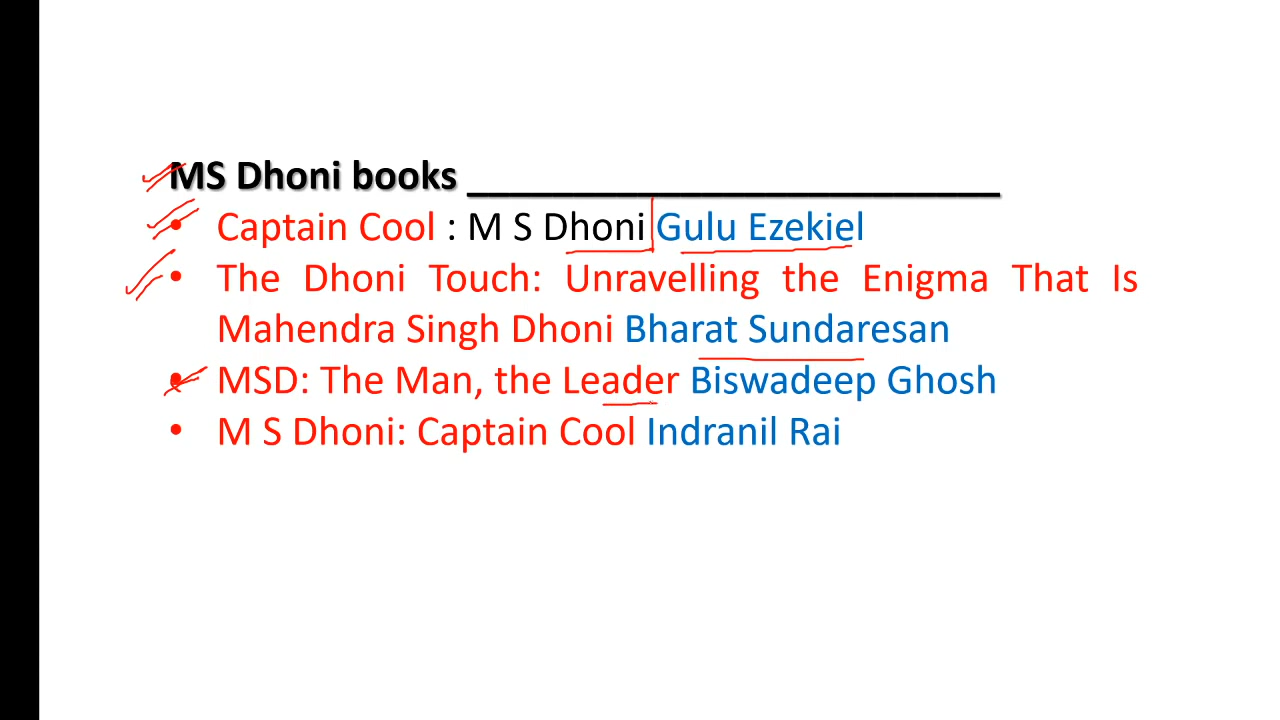 MS Dhoni books _________________________
• Captain Cool : M S Dhoni Gulu Ezekiel
• The Dhoni Touch: Unravelling the Enigma That Is
Mahendra Singh Dhoni Bharat Sundaresan
• MSD: The Man, the Leader Biswadeep Ghosh
• M S Dhoni: Captain Cool Indranil Rai